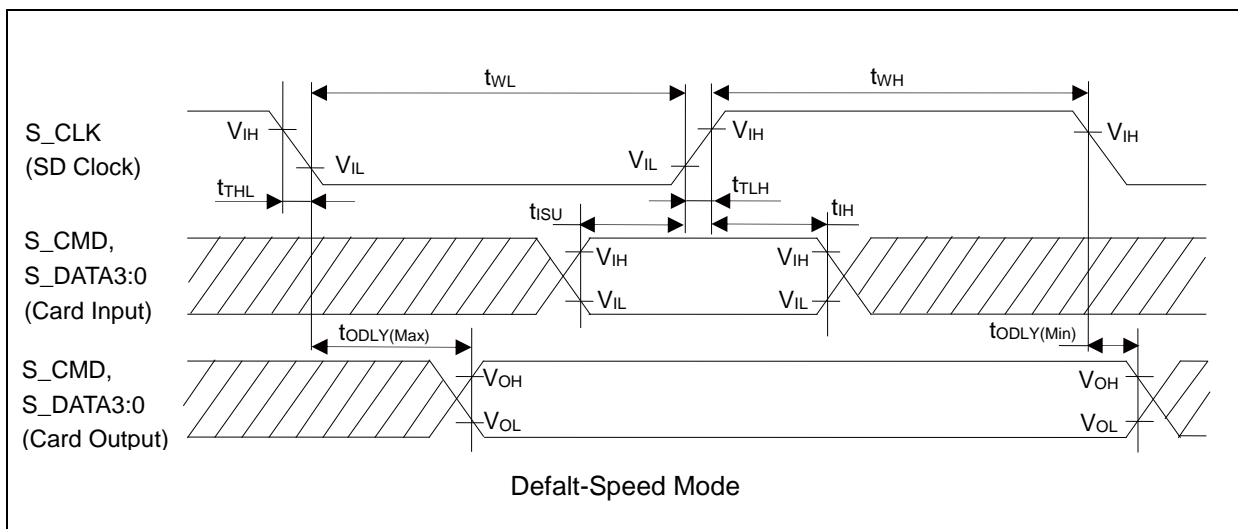 tWL
tWH
S_CLK
(SD Clock)
VIH
VIL
VIL
VIH
VIH
tTHL
tTLH
tISU
tIH
S_CMD,
S_DATA3:0
(Card Input)
VIH
VIL
VIH
VIL
tODLY(Max)
tODLY(Min)
S_CMD,
S_DATA3:0
(Card Output)
VOH
VOL
VOH
VOL
Defalt-Speed Mode